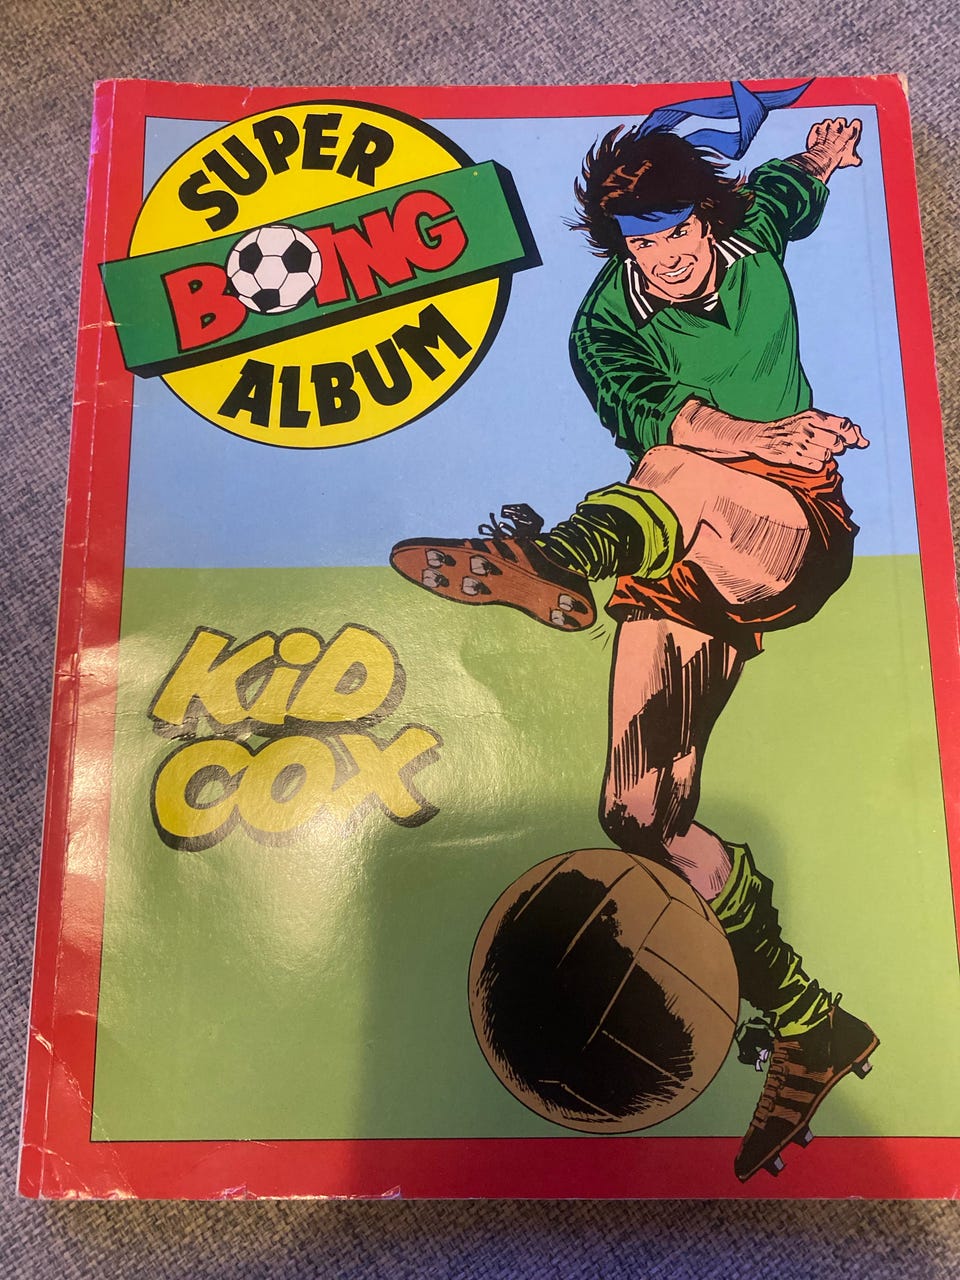 SUPER
BOING
ALBUM
KiD
COX